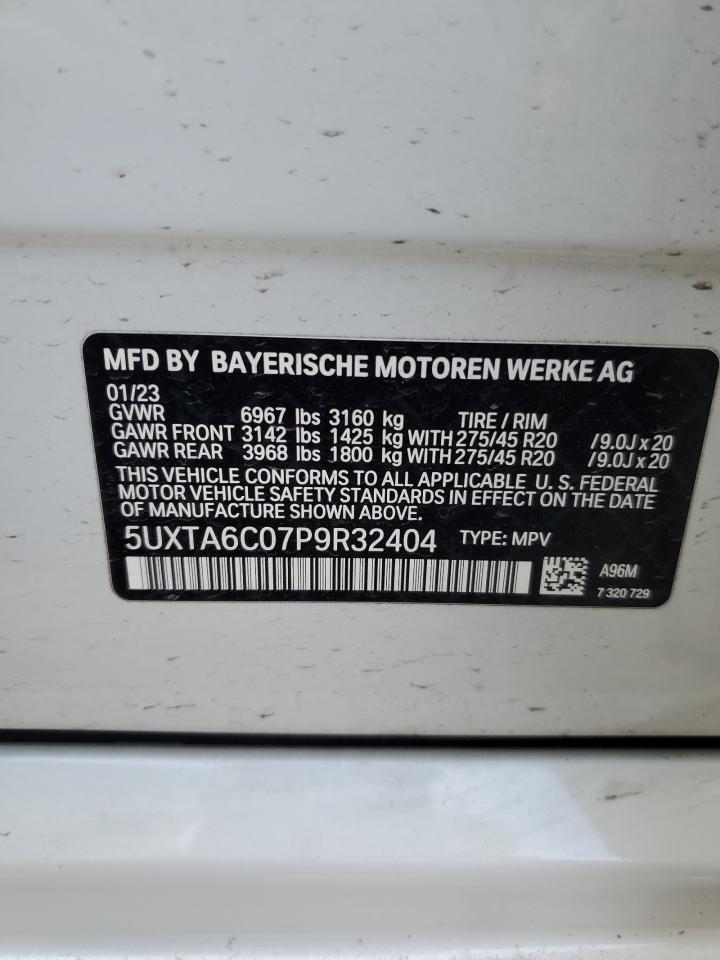 MFD BY BAYERISCHE MOTOREN WERKE AG
01/23
GVWR 6967 lbs 3160 kg TIRE / RIM
GAWR FRONT 3142 lbs 1425 kg WITH 275/45 R20 /9.0J x 20
GAWR REAR 3968 lbs 1800 kg WITH 275/45 R20 /9.0J x 20
THIS VEHICLE CONFORMS TO ALL APPLICABLE U. S. FEDERAL
MOTOR VEHICLE SAFETY STANDARDS IN EFFECT ON THE DATE
OF MANUFACTURE SHOWN ABOVE.
5UXTA6C07P9R32404 TYPE: MPV
A96M
7 320 729